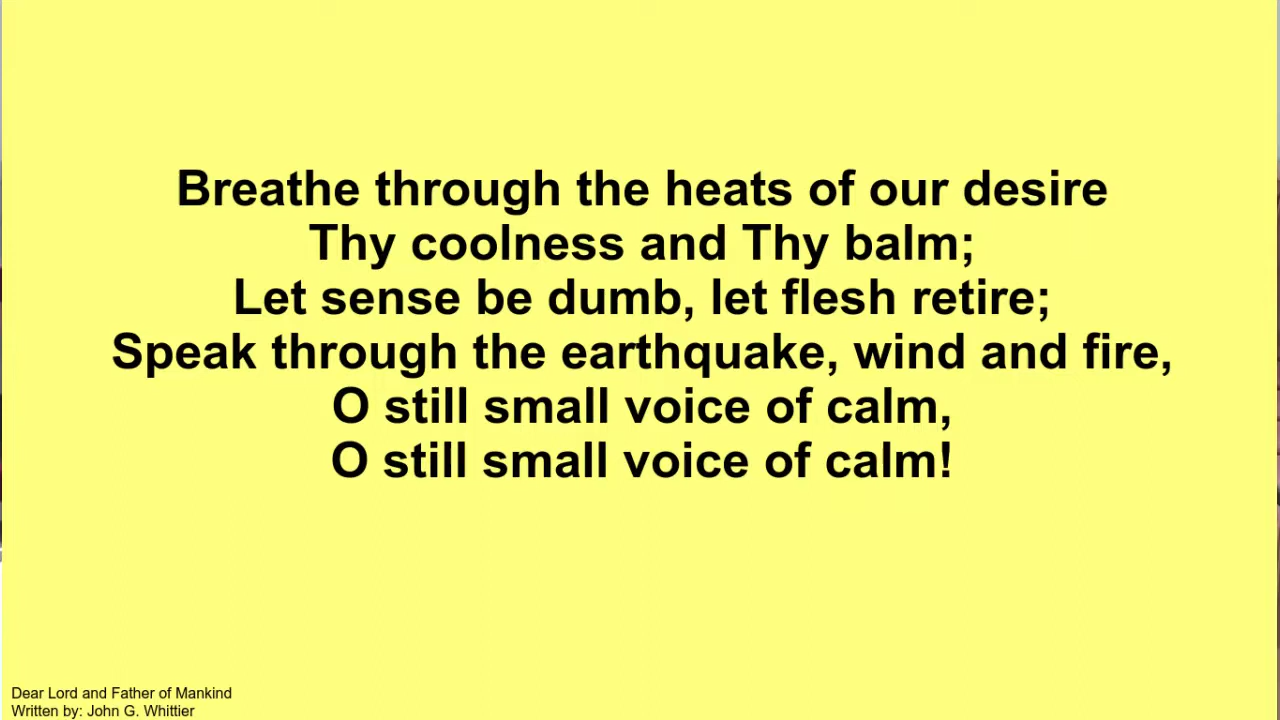 Breathe through the heats of our desire
Thy coolness and Thy balm;
Let sense be dumb, let flesh retire;
Speak through the earthquake, wind and fire,
O still small voice of calm,
O still small voice of calm!
Dear Lord and Father of Mankind
Written by: John G. Whittier